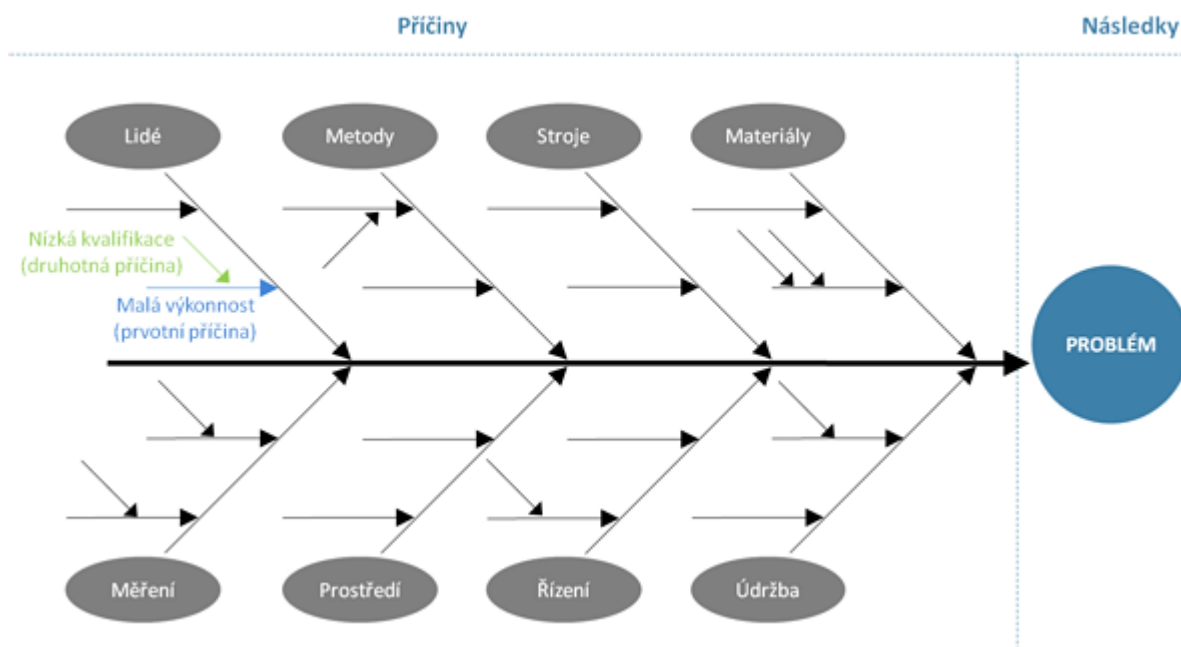 Příčiny
Následky
Lidé
Metody
Stroje
Materiály
Nízká kvalifikace
(druhotná příčina)
Malá výkonnost
(prvotní příčina)
PROBLÉM
Měření
Prostředí
Řízení
Údržba